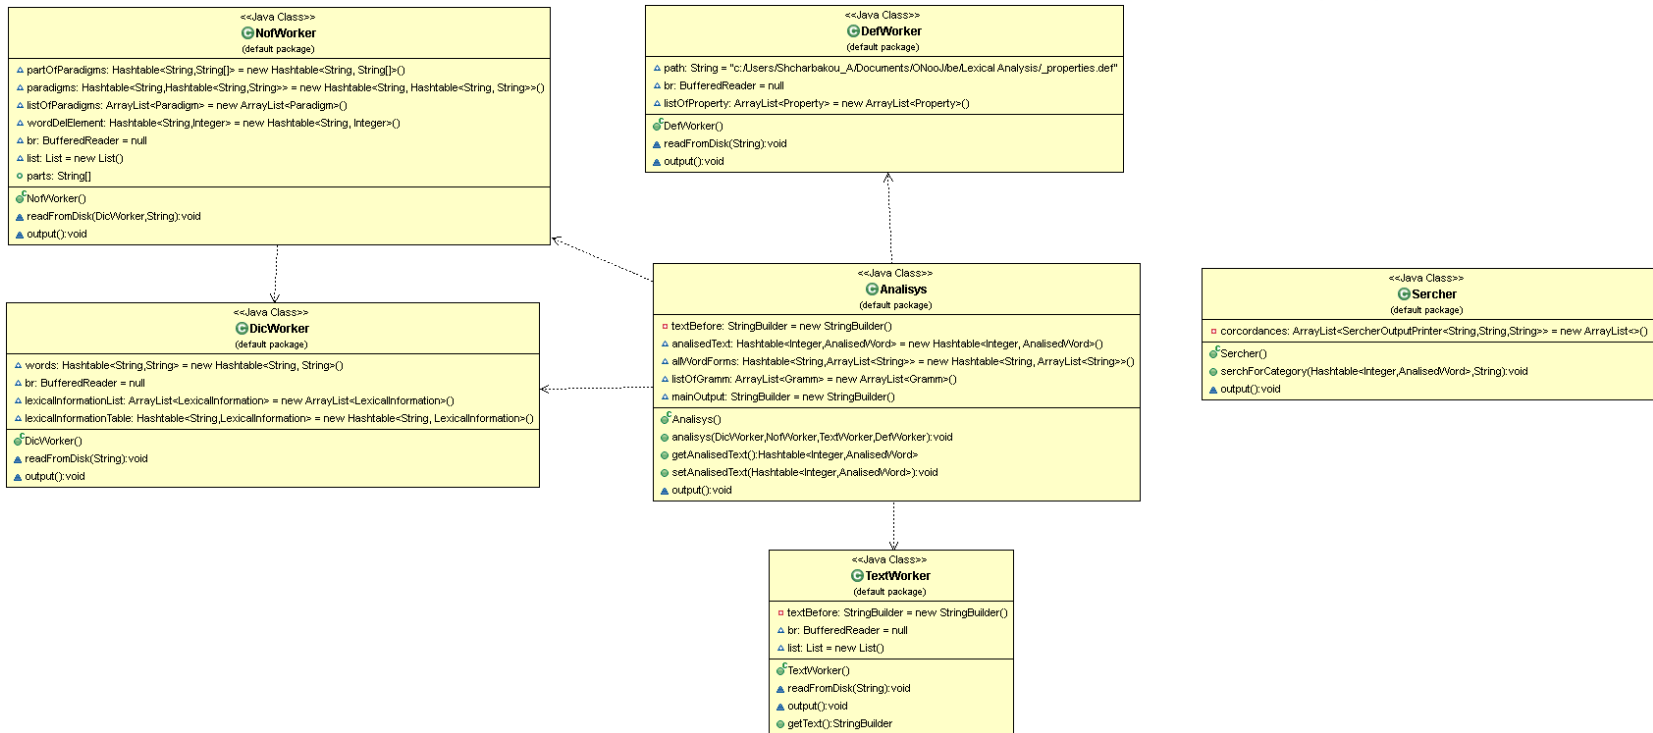 <<Java Class>>
NofWorker
(default package)
partOfParadigms: Hashtable<String,String[]> = new Hashtable<String, String[]>()
paradigms: Hashtable<String,Hashtable<String,String>> = new Hashtable<String, Hashtable<String, String>>()
listOfParadigms: ArrayList<Paradigm> = new ArrayList<Paradigm>()
wordDelElement: Hashtable<String,Integer> = new Hashtable<String, Integer>()
br: BufferedReader = null
list: List = new List()
parts: String[]
NofWorker()
readFromDisk(DicWorker,String):void
output():void
<<Java Class>>
DefWorker
(default package)
path: String = "c:/Users/Shcharbakou_A/Documents/ONooJ/be/Lexical Analysis/_properties.def"
br: BufferedReader = null
listOfProperty: ArrayList<Property> = new ArrayList<Property>()
DefWorker()
readFromDisk(String):void
output():void
<<Java Class>>
DicWorker
(default package)
words: Hashtable<String,String> = new Hashtable<String, String>()
br: BufferedReader = null
lexicalInformationList: ArrayList<LexicalInformation> = new ArrayList<LexicalInformation>()
lexicalInformationTable: Hashtable<String,LexicalInformation> = new Hashtable<String, LexicalInformation>()
DicWorker()
readFromDisk(String):void
output():void
<<Java Class>>
Analisys
(default package)
textBefore: StringBuilder = new StringBuilder()
analisedText: Hashtable<Integer,AnalisedWord> = new Hashtable<Integer, AnalisedWord>()
allWordForms: Hashtable<String,ArrayList<String>> = new Hashtable<String, ArrayList<String>>()
listOfGramm: ArrayList<Gramm> = new ArrayList<Gramm>()
mainOutput: StringBuilder = new StringBuilder()
Analisys()
analisys(DicWorker,NofWorker,TextWorker,DefWorker):void
getAnalisedText():Hashtable<Integer,AnalisedWord>
setAnalisedText(Hashtable<Integer,AnalisedWord>):void
output():void
<<Java Class>>
Sercher
(default package)
corcordances: ArrayList<SercherOutputPrinter<String,String,String>> = new ArrayList<>()
Sercher()
serchForCategory(Hashtable<Integer,AnalisedWord>,String):void
output():void
<<Java Class>>
TextWorker
(default package)
textBefore: StringBuilder = new StringBuilder()
br: BufferedReader = null
list: List = new List()
TextWorker()
readFromDisk(String):void
output():void
getText():StringBuilder